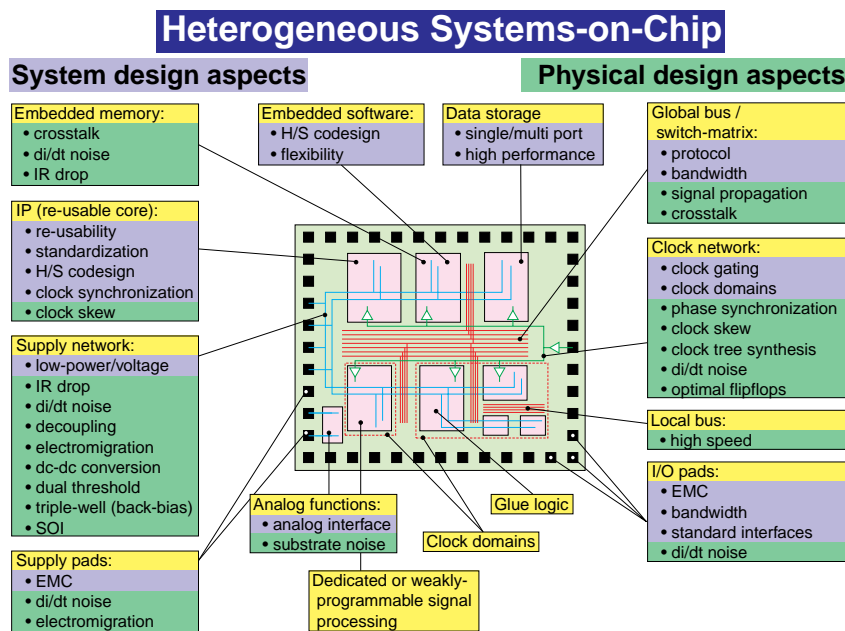 Heterogeneous Systems-on-Chip
System design aspects
Physical design aspects
Embedded memory:
• crosstalk
• di/dt noise
• IR drop
Embedded software:
• H/S codesign
• flexibility
Data storage
• single/multi port
• high performance
Global bus /
switch-matrix:
• protocol
• bandwidth
• signal propagation
• crosstalk
IP (re-usable core):
• re-usability
• standardization
• H/S codesign
• clock synchronization
• clock skew
Clock network:
• clock gating
• clock domains
• phase synchronization
• clock skew
• clock tree synthesis
• di/dt noise
• optimal flipflops
Supply network:
• low-power/voltage
• IR drop
• di/dt noise
• decoupling
• electromigration
• dc-dc conversion
• dual threshold
• triple-well (back-bias)
• SOI
Local bus:
• high speed
I/O pads:
• EMC
• bandwidth
• standard interfaces
• di/dt noise
Analog functions:
• analog interface
• substrate noise
Glue logic
Clock domains
Supply pads:
• EMC
• di/dt noise
• electromigration
Dedicated or weakly-
programmable signal
processing